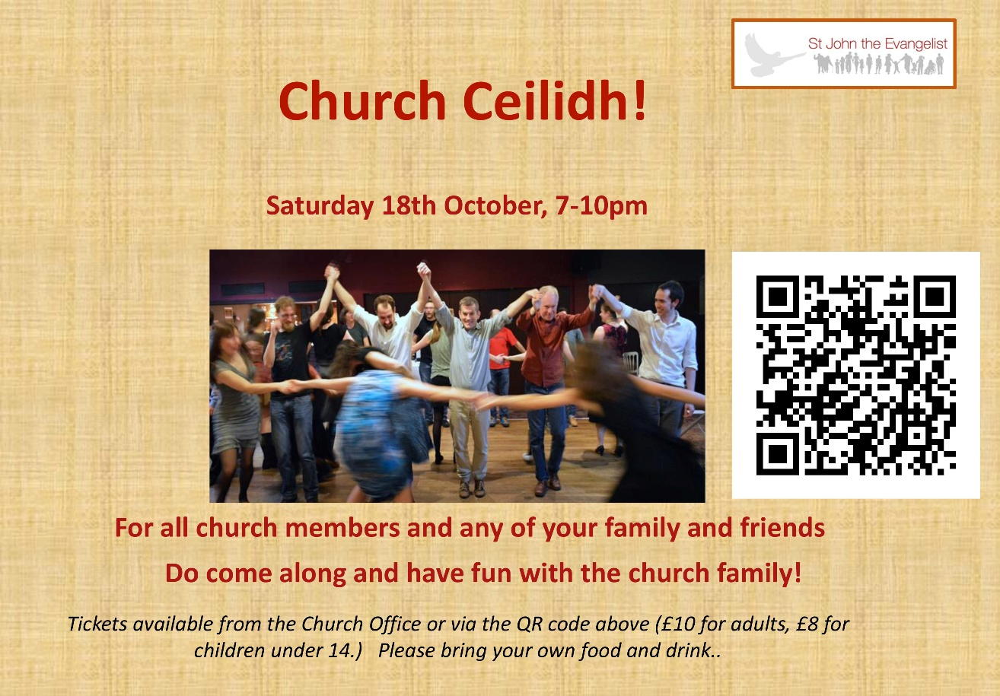 St John the Evangelist
Church Ceilidh!
Saturday 18th October, 7-10pm
For all church members and any of your family and friends
Do come along and have fun with the church family!
Tickets available from the Church Office or via the QR code above (£10 for adults, £8 for
children under 14.)   Please bring your own food and drink..